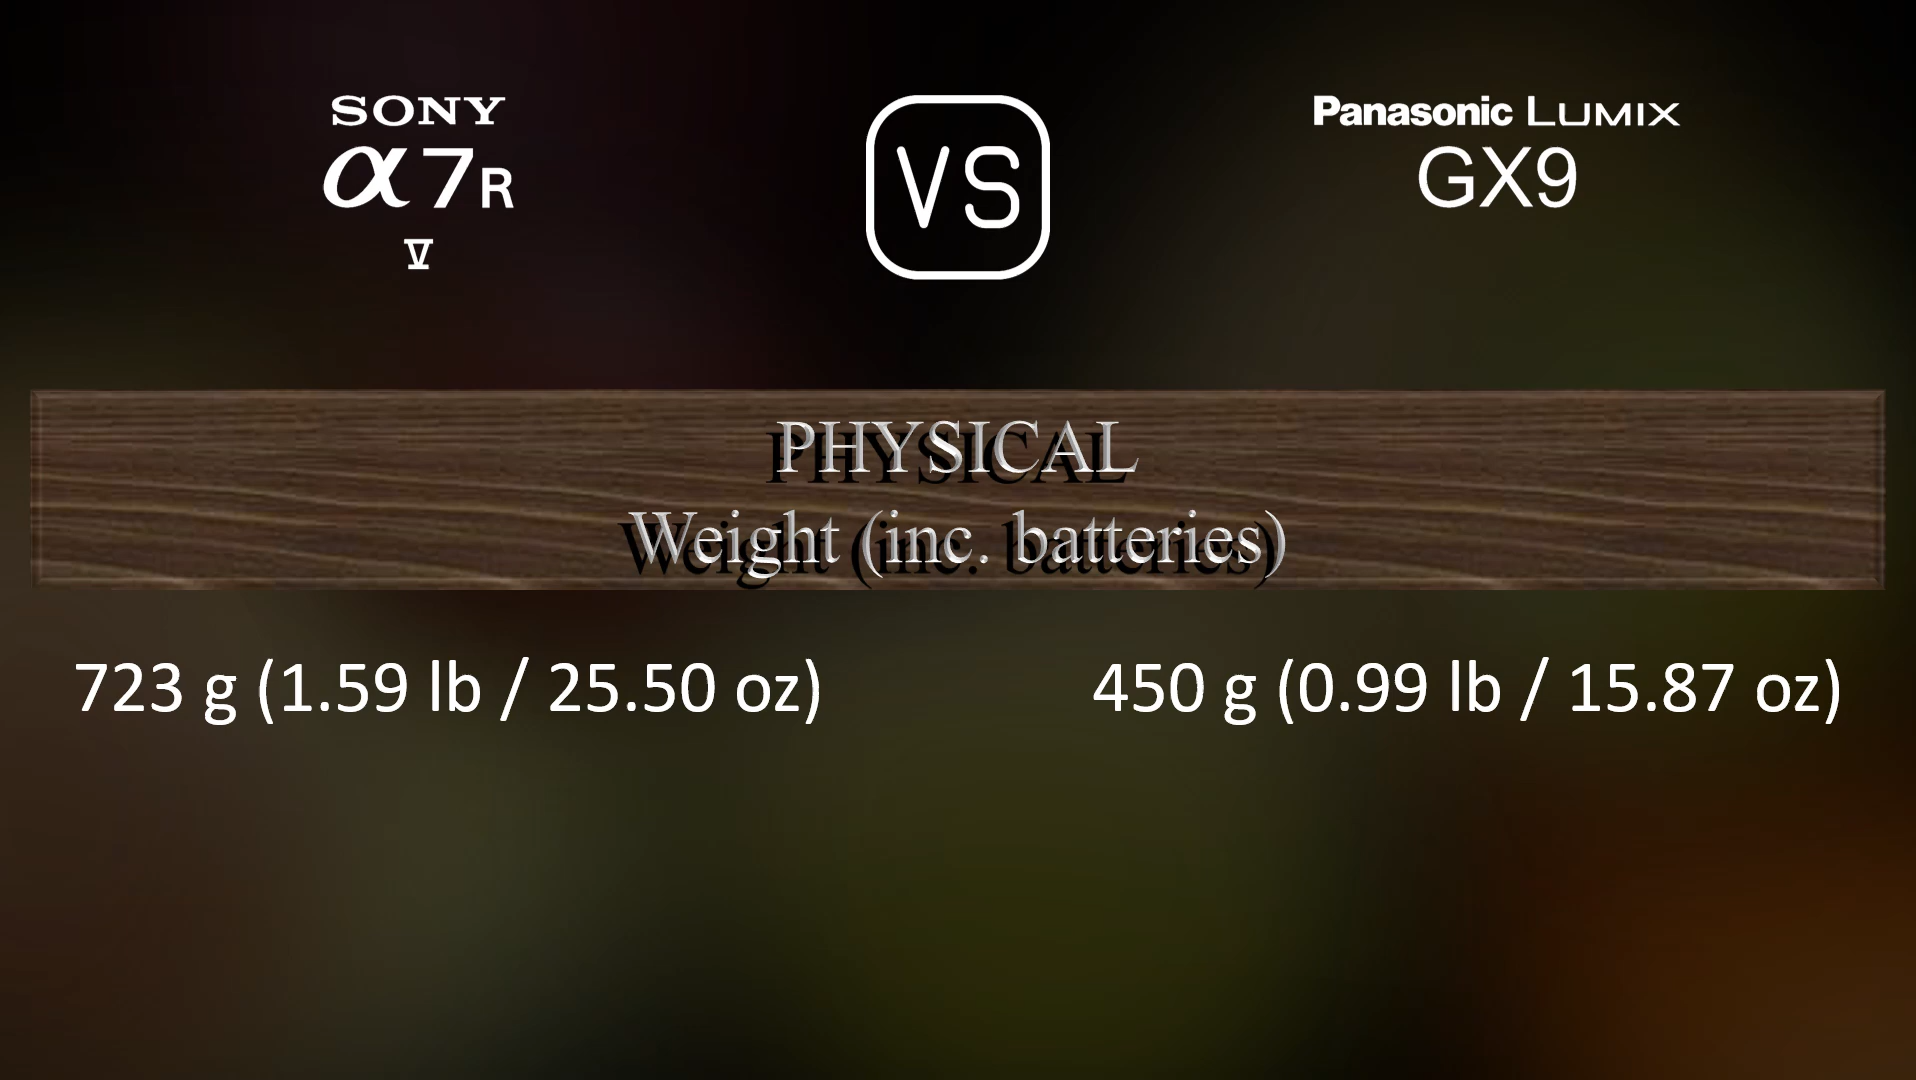 SONY
α7R
V
VS
Panasonic LUMIX
GX9
PHYSICAL
Weight (inc. batteries)
723 g (1.59 lb / 25.50 oz)
450 g (0.99 lb / 15.87 oz)